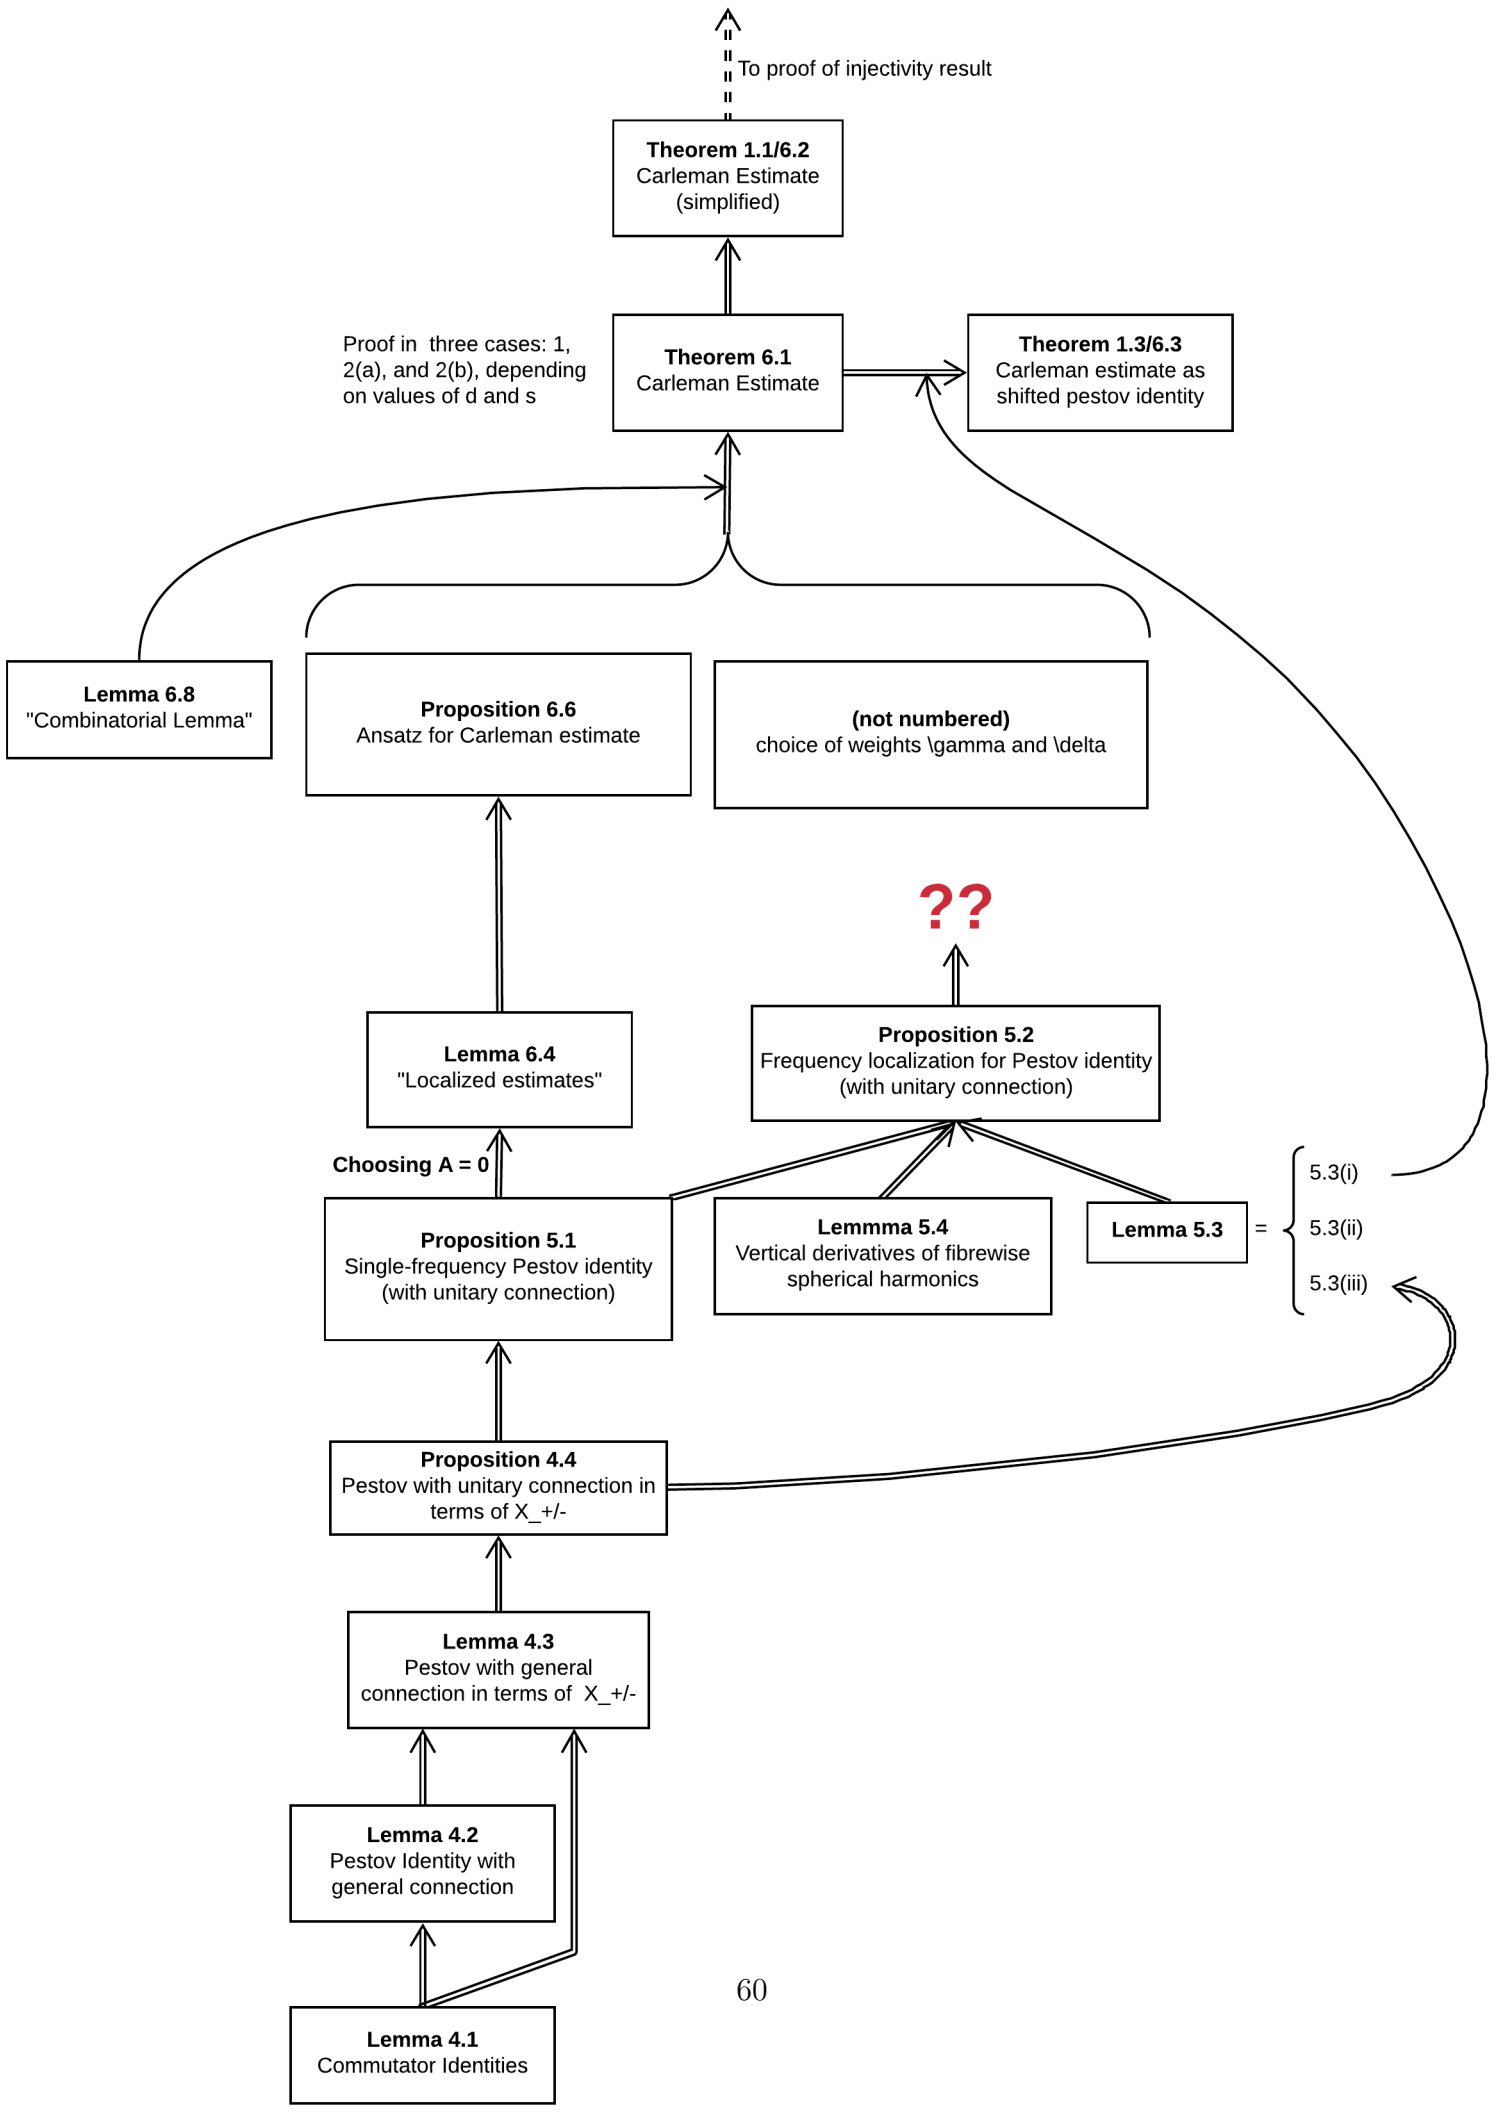 To proof of injectivity result
Theorem 1.1/6.2
Carleman Estimate
(simplified)
Proof in three cases: 1,
2(a), and 2(b), depending
on values of d and s
Theorem 6.1
Carleman Estimate
Theorem 1.3/6.3
Carleman estimate as
shifted pestov identity
Lemma 6.8
"Combinatorial Lemma"
Proposition 6.6
Ansatz for Carleman estimate
(not numbered)
choice of weights \gamma and \delta
??
Lemma 6.4
"Localized estimates"
Proposition 5.2
Frequency localization for Pestov identity
(with unitary connection)
Choosing A = 0
Proposition 5.1
Single-frequency Pestov identity
(with unitary connection)
Lemmma 5.4
Vertical derivatives of fibrewise
spherical harmonics
Lemma 5.3
=
5.3(i)
5.3(ii)
5.3(iii)
Proposition 4.4
Pestov with unitary connection in
terms of X_+/-
Lemma 4.3
Pestov with general
connection in terms of X_+/-
Lemma 4.2
Pestov Identity with
general connection
60
Lemma 4.1
Commutator Identities